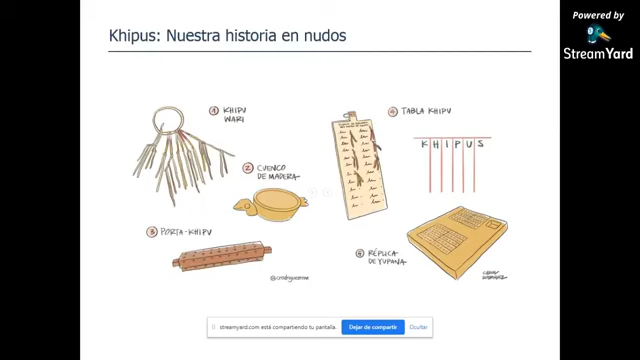 Khipus: Nuestra historia en nudos
Powered by
StreamYard
1 KHIPU
WARI
2 CUENCO
DE MADERA
3 PORTA-KHIPU
4 TABLA KHIPU
KHIPUS
5 RÉPLICA
DE YUPANA
streamyard.com está compartiendo tu pantalla.
Dejar de compartir
Ocultar